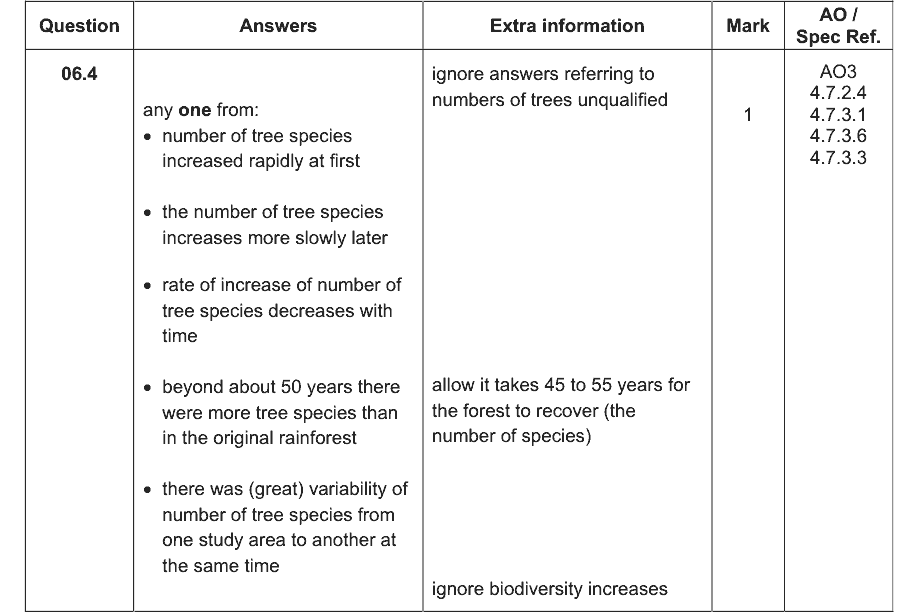 Question
Answers
Extra information
Mark
AO /
Spec Ref.
06.4
any one from:
• number of tree species
increased rapidly at first
• the number of tree species
increases more slowly later
• rate of increase of number of
tree species decreases with
time
• beyond about 50 years there
were more tree species than
in the original rainforest
• there was (great) variability of
number of tree species from
one study area to another at
the same time
ignore answers referring to
numbers of trees unqualified
allow it takes 45 to 55 years for
the forest to recover (the
number of species)
ignore biodiversity increases
1
AO3
4.7.2.4
4.7.3.1
4.7.3.6
4.7.3.3